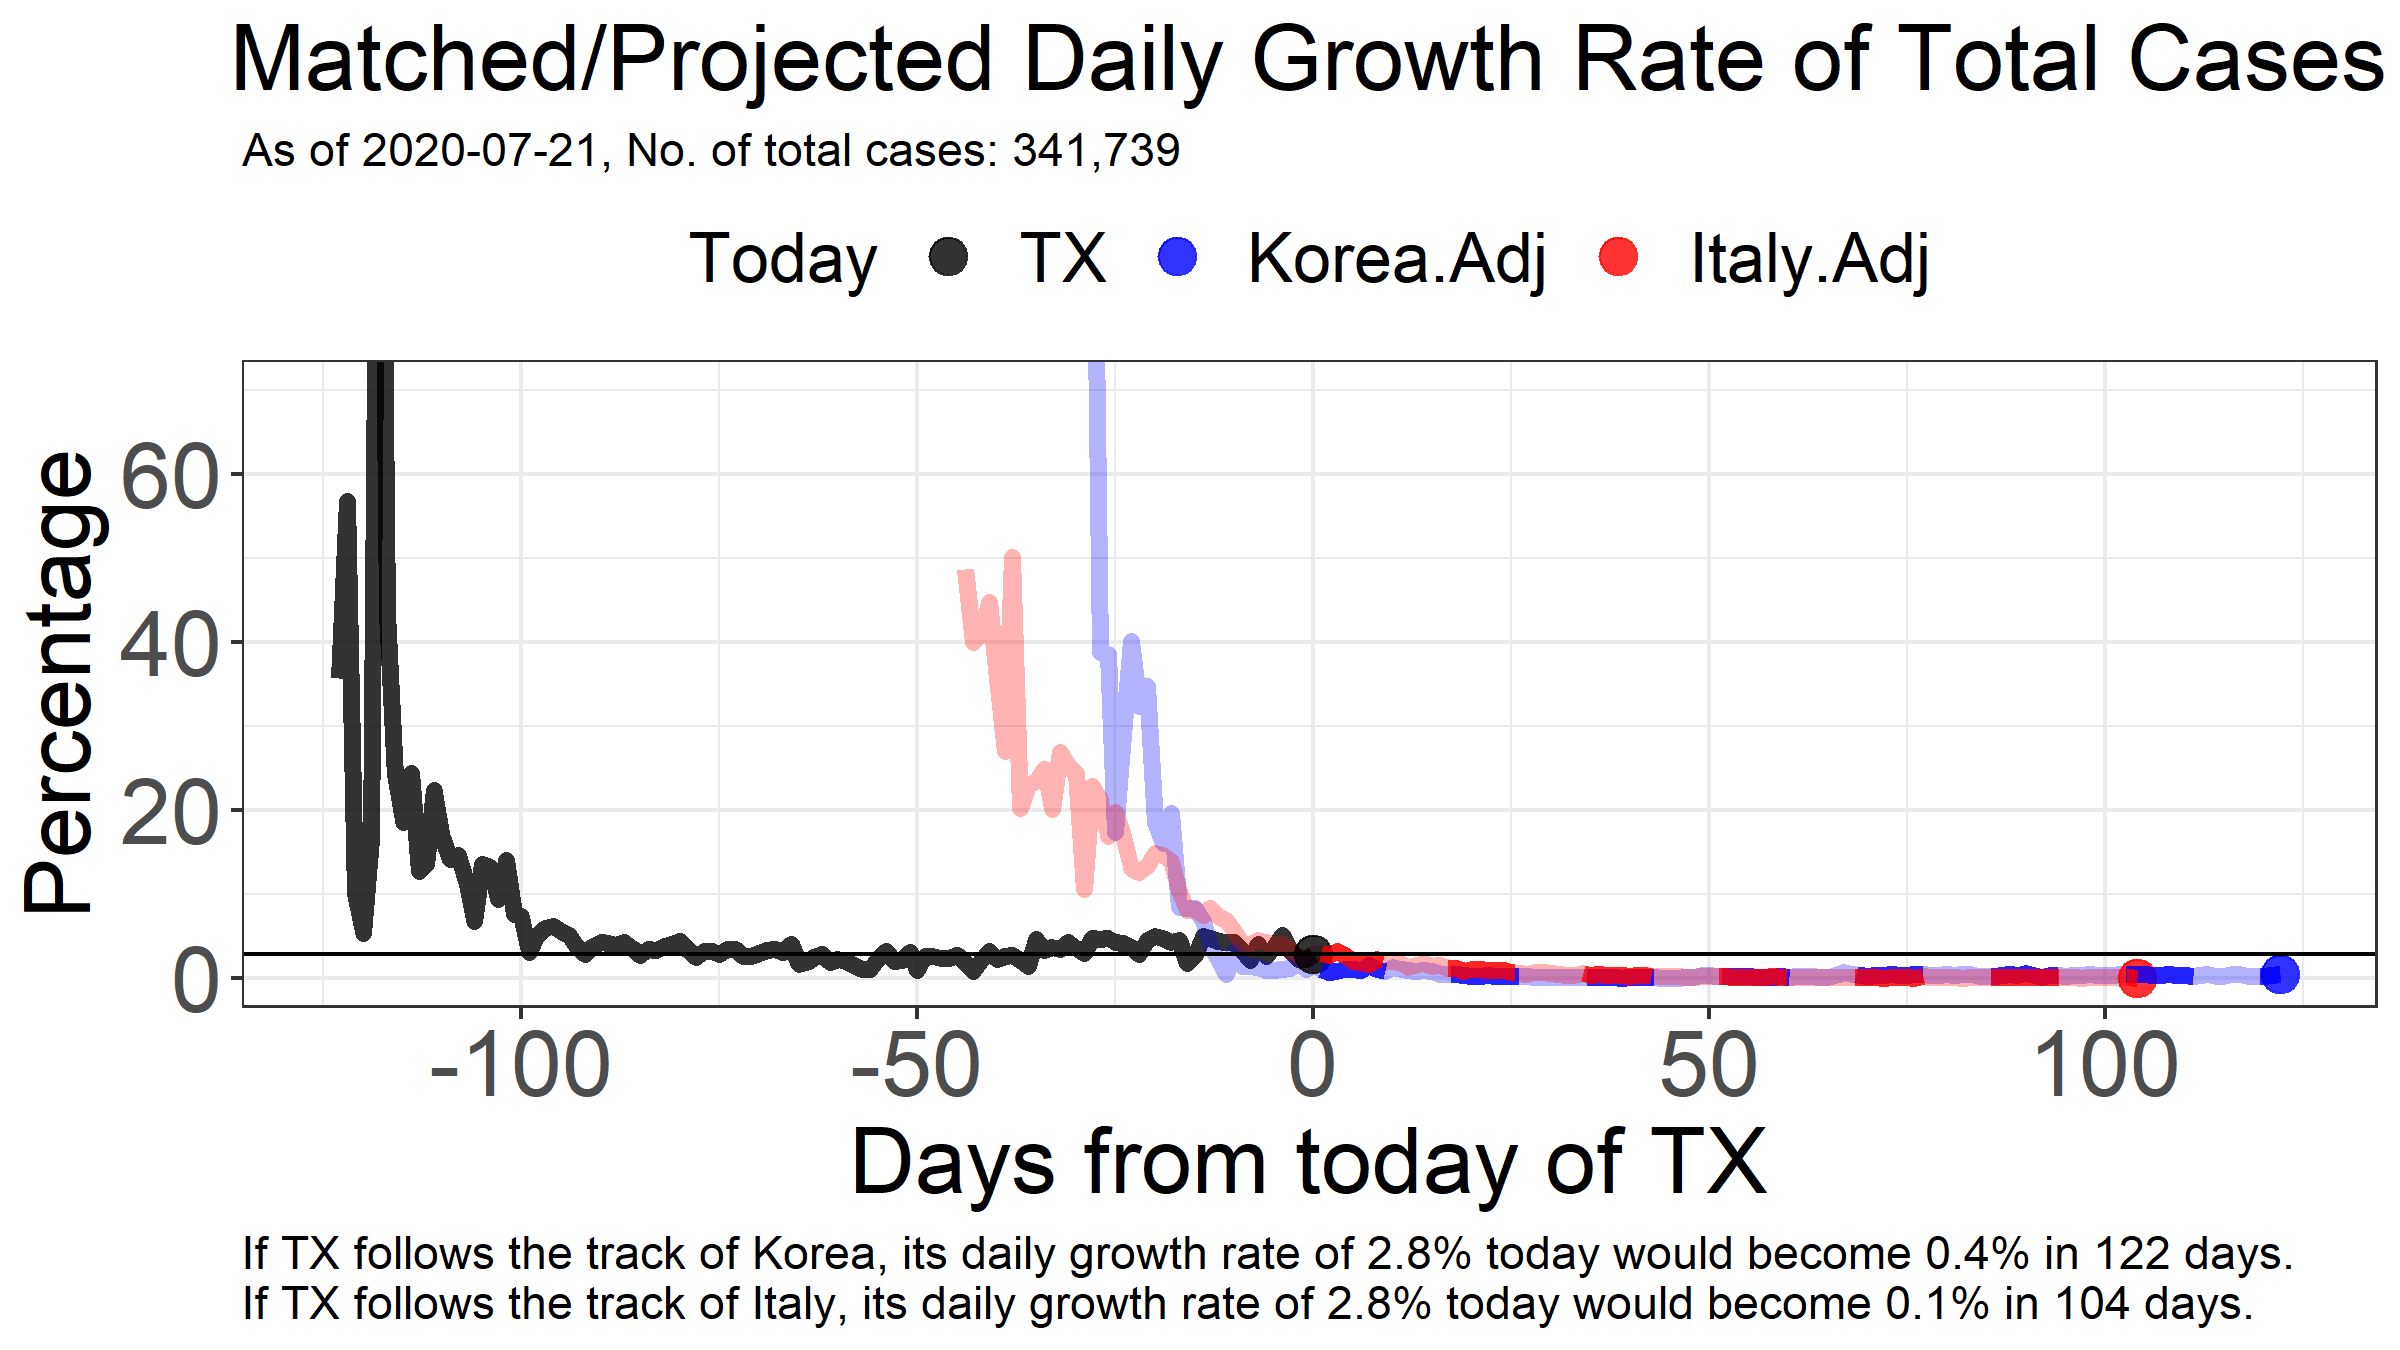 Matched/Projected Daily Growth Rate of Total Cases
As of 2020-07-21, No. of total cases: 341,739
Today TX Korea.Adj Italy.Adj
Percentage
60
40
20
0
-100 -50 0 50 100
Days from today of TX
If TX follows the track of Korea, its daily growth rate of 2.8% today would become 0.4% in 122 days.
If TX follows the track of Italy, its daily growth rate of 2.8% today would become 0.1% in 104 days.